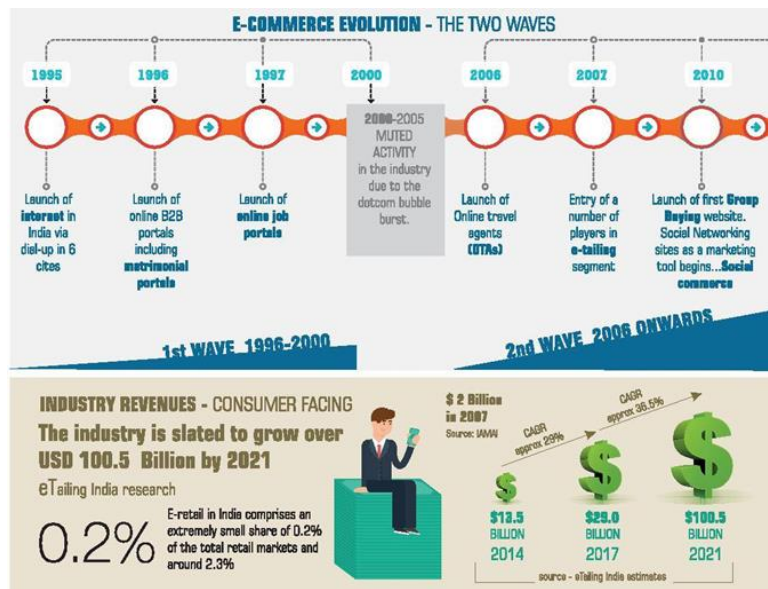 E-COMMERCE EVOLUTION - THE TWO WAVES
1995
1996
1997
2000
2006
2007
2010
Launch of
internet in
India via
dial-up in 6
cites
Launch of
online B2B
portals
including
matrimonial
portals
Launch of
online job
portals
2000-2005
MUTED
ACTIVITY
in the industry
due to the
dotcom bubble
burst.
Launch of
Online travel
agents
(OTAs)
Entry of a
number of
players in
e-tailing
segment
Launch of first Group
Buying website.
Social Networking
sites as a marketing
tool begins...Social
commerce
1st WAVE 1996-2000
2nd WAVE 2006 ONWARDS
INDUSTRY REVENUES - CONSUMER FACING
The industry is slated to grow over
USD 100.5 Billion by 2021
eTailing India research
0.2%
E-retail in India comprises an
extremely small share of 0.2%
of the total retail markets and
around 2.3%
$ 2 Billion
in 2007
Source: IAMAI
CAGR
approx 29%
CAGR
approx 36.5%
$ $ $
$13.5
BILLION
2014
$29.0
BILLION
2017
$100.5
BILLION
2021
source - eTailing India estimates